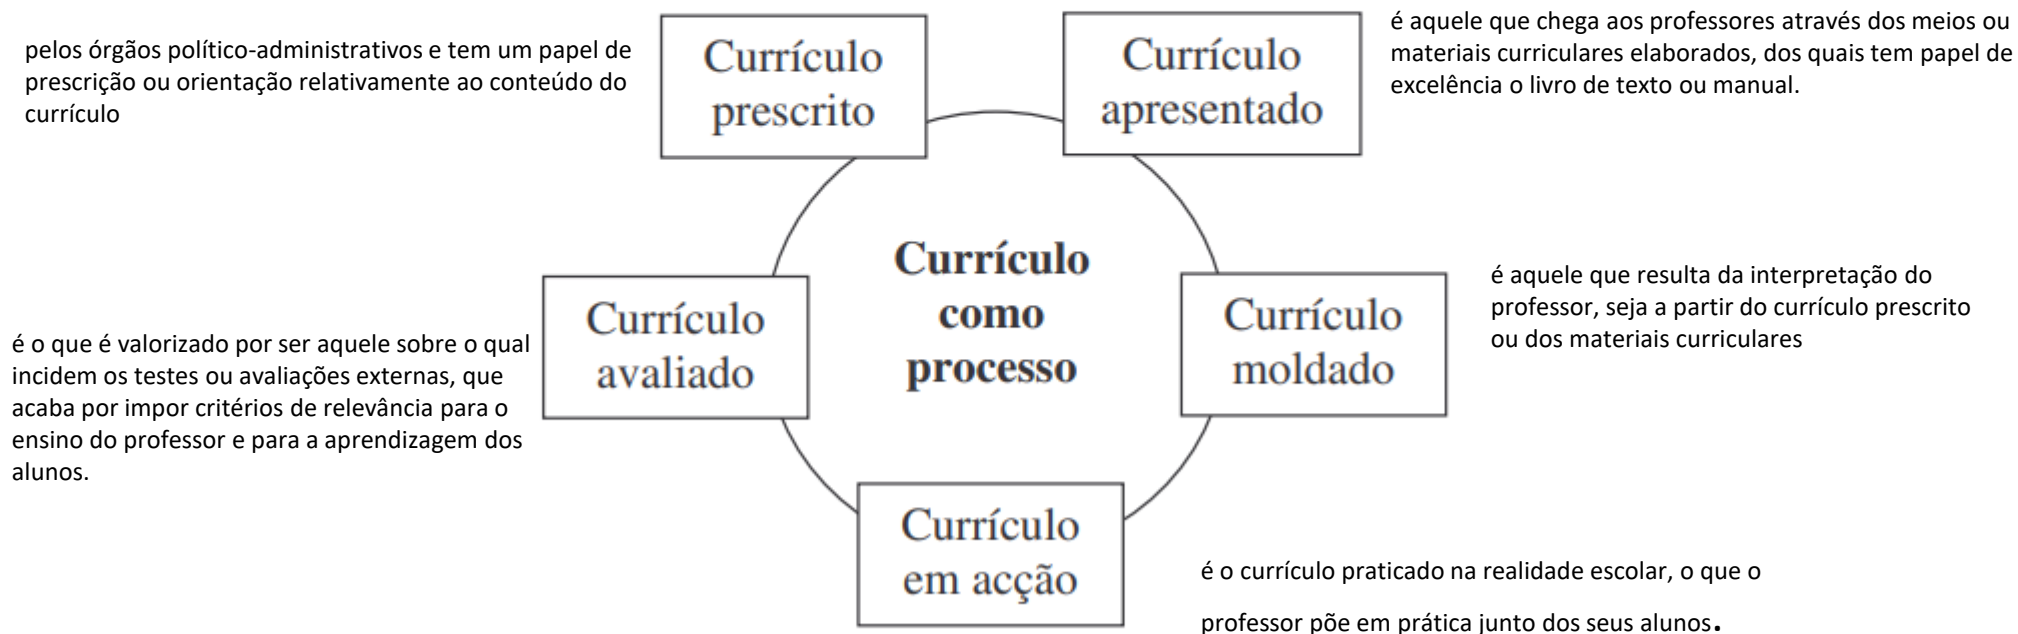 pelos órgãos político-administrativos e tem um papel de
prescrição ou orientação relativamente ao conteúdo do
currículo
Currículo
prescrito
Currículo
apresentado
é aquele que chega aos professores através dos meios ou
materiais curriculares elaborados, dos quais tem papel de
excelência o livro de texto ou manual.
Currículo
como
processo
Currículo
moldado
é aquele que resulta da interpretação do
professor, seja a partir do currículo prescrito
ou dos materiais curriculares
é o que é valorizado por ser aquele sobre o qual
incidem os testes ou avaliações externas, que
acaba por impor critérios de relevância para o
ensino do professor e para a aprendizagem dos
alunos.
Currículo
avaliado
Currículo
em acção
é o currículo praticado na realidade escolar, o que o
professor põe em prática junto dos seus alunos.